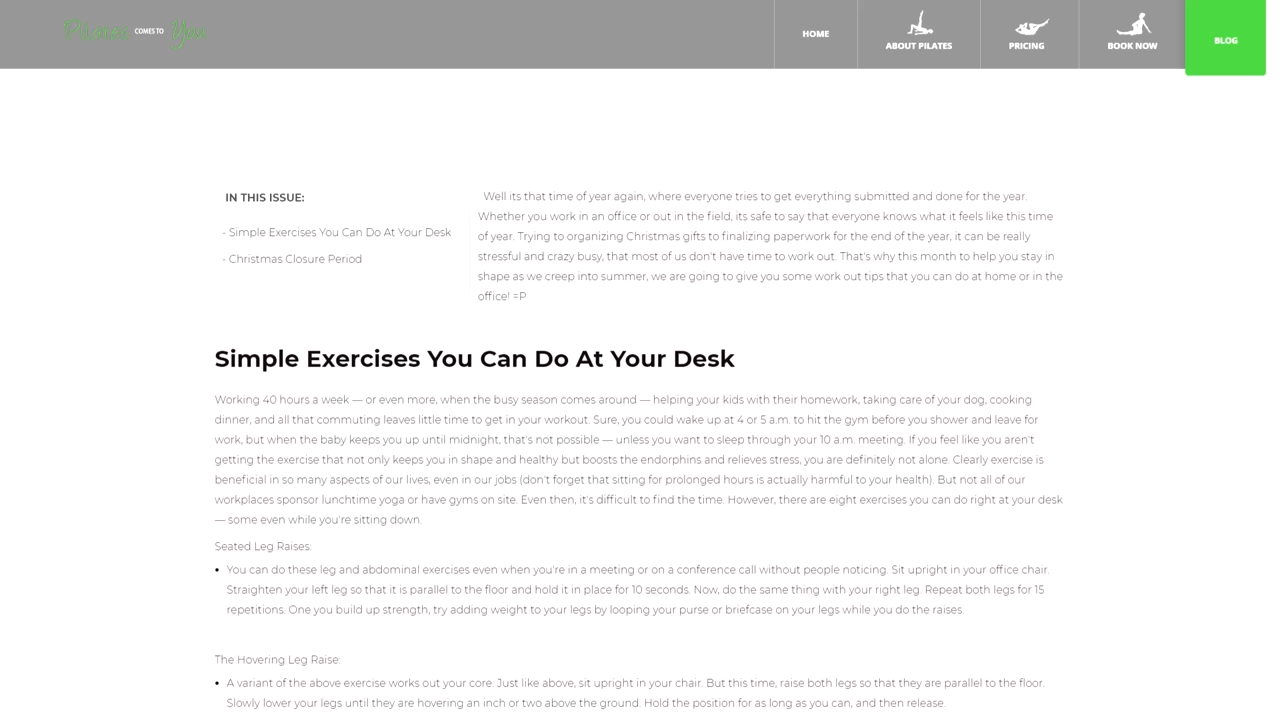 Pilates COMES TO You
HOME
ABOUT PILATES
PRICING
BOOK NOW
BLOG
IN THIS ISSUE:
- Simple Exercises You Can Do At Your Desk
- Christmas Closure Period
Well its that time of year again, where everyone tries to get everything submitted and done for the year.
Whether you work in an office or out in the field, its safe to say that everyone knows what it feels like this time
of year. Trying to organizing Christmas gifts to finalizing paperwork for the end of the year, it can be really
stressful and crazy busy, that most of us don't have time to work out. That's why this month to help you stay in
shape as we creep into summer, we are going to give you some work out tips that you can do at home or in the
office! =P
Simple Exercises You Can Do At Your Desk
Working 40 hours a week — or even more, when the busy season comes around — helping your kids with their homework, taking care of your dog, cooking
dinner, and all that commuting leaves little time to get in your workout. Sure, you could wake up at 4 or 5 a.m. to hit the gym before you shower and leave for
work, but when the baby keeps you up until midnight, that's not possible — unless you want to sleep through your 10 a.m. meeting. If you feel like you aren't
getting the exercise that not only keeps you in shape and healthy but boosts the endorphins and relieves stress, you are definitely not alone. Clearly exercise is
beneficial in so many aspects of our lives, even in our jobs (don't forget that sitting for prolonged hours is actually harmful to your health). But not all of our
workplaces sponsor lunchtime yoga or have gyms on site. Even then, it's difficult to find the time. However, there are eight exercises you can do right at your desk
— some even while you're sitting down.
Seated Leg Raises:
• You can do these leg and abdominal exercises even when you're in a meeting or on a conference call without people noticing. Sit upright in your office chair.
Straighten your left leg so that it is parallel to the floor and hold it in place for 10 seconds. Now, do the same thing with your right leg. Repeat both legs for 15
repetitions. One you build up strength, try adding weight to your legs by looping your purse or briefcase on your legs while you do the raises.
The Hovering Leg Raise:
• A variant of the above exercise works out your core. Just like above, sit upright in your chair. But this time, raise both legs so that they are parallel to the floor.
Slowly lower your legs until they are hovering an inch or two above the ground. Hold the position for as long as you can, and then release.